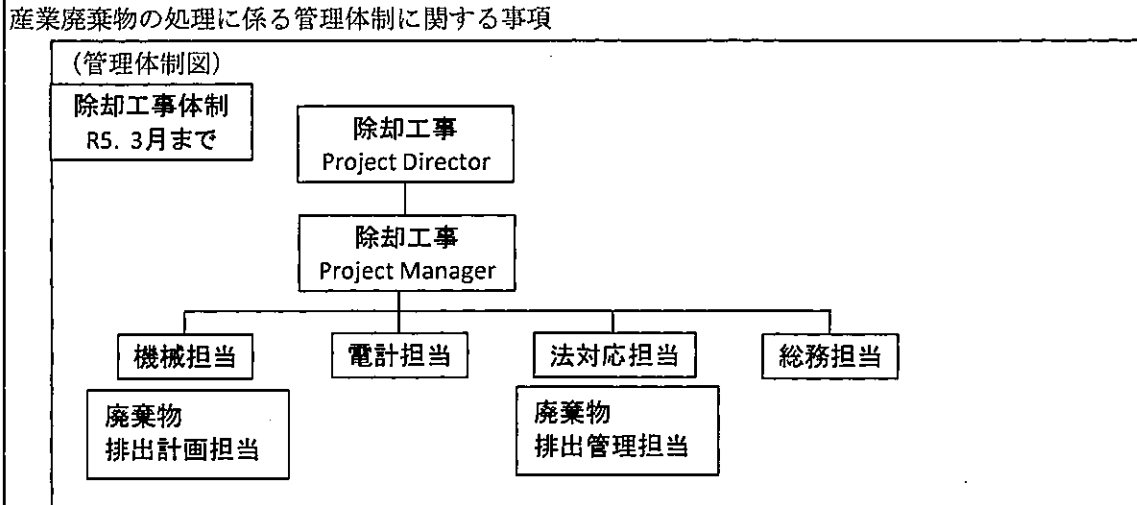 産業廃棄物の処理に係る管理体制に関する事項
（管理体制図）
除却工事体制
R5. 3月まで
除却工事
Project Director
除却工事
Project Manager
機械担当
電計担当
法対応担当
総務担当
廃棄物
排出計画担当
廃棄物
排出管理担当